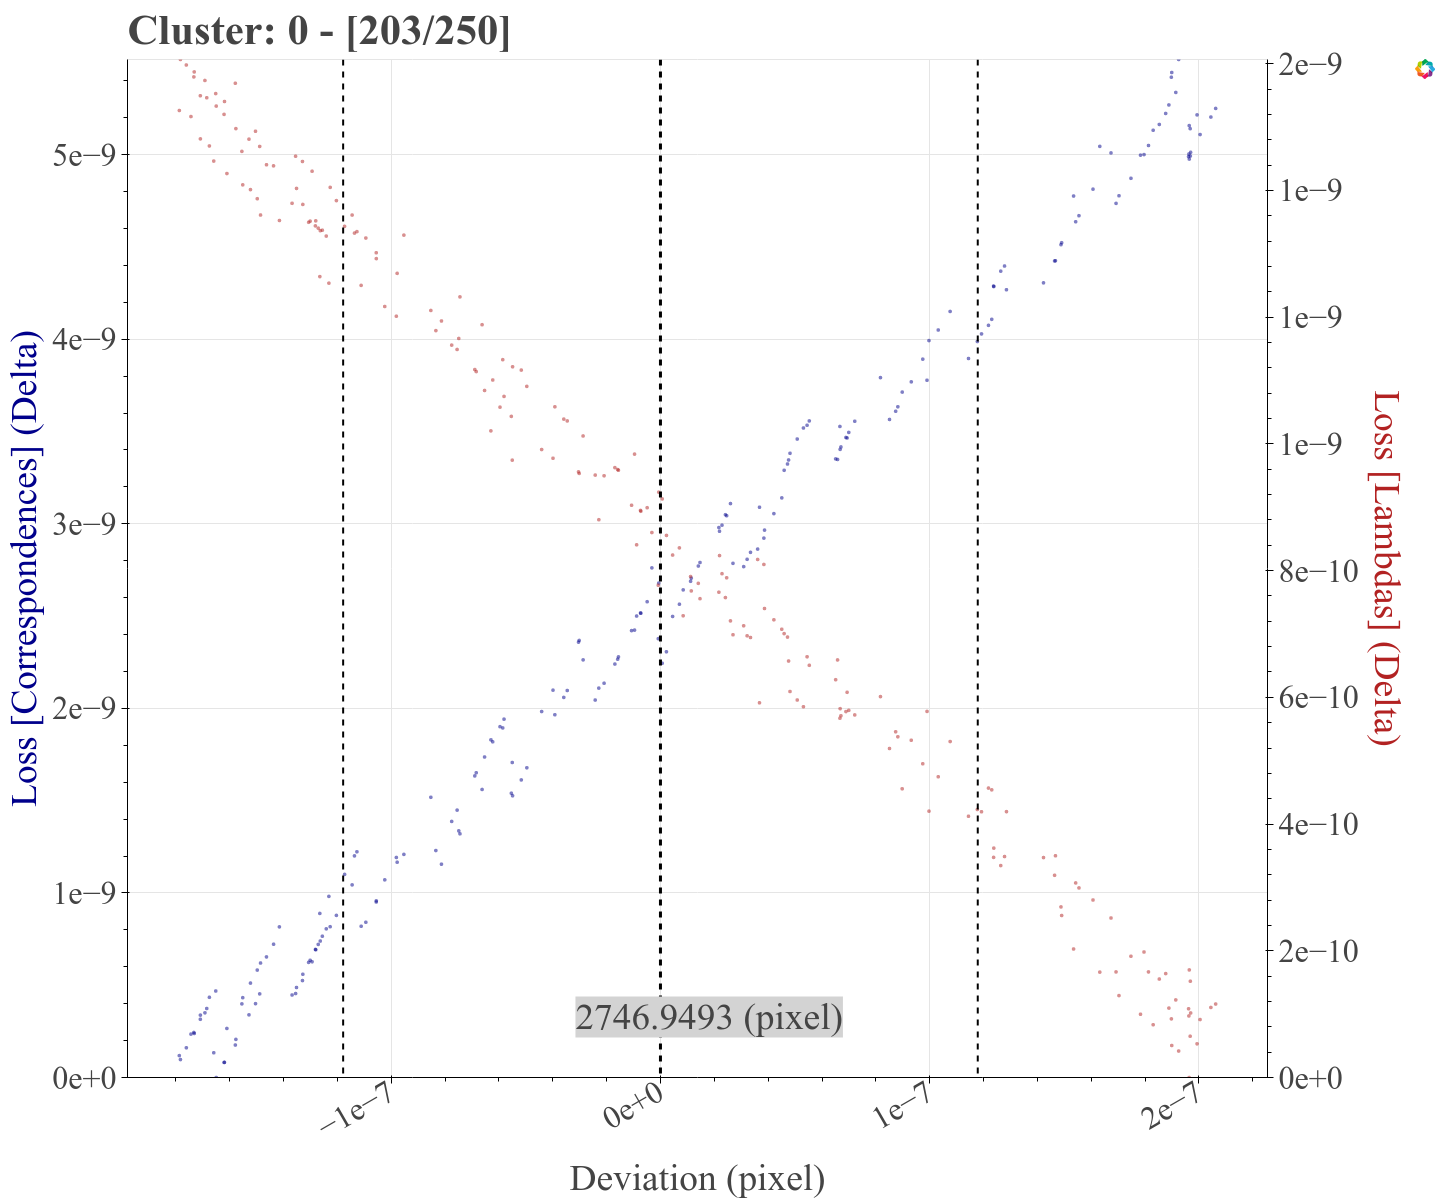 Cluster: 0 - [203/250]
5e−9
4e−9
3e−9
2e−9
1e−9
0e+0
Loss [Correspondences] (Delta)
2e−9
1e−9
1e−9
1e−9
8e−10
6e−10
4e−10
2e−10
0e+0
Loss [Lambdas] (Delta)
2746.9493 (pixel)
−1e−7
0e+0
1e−7
2e−7
Deviation (pixel)